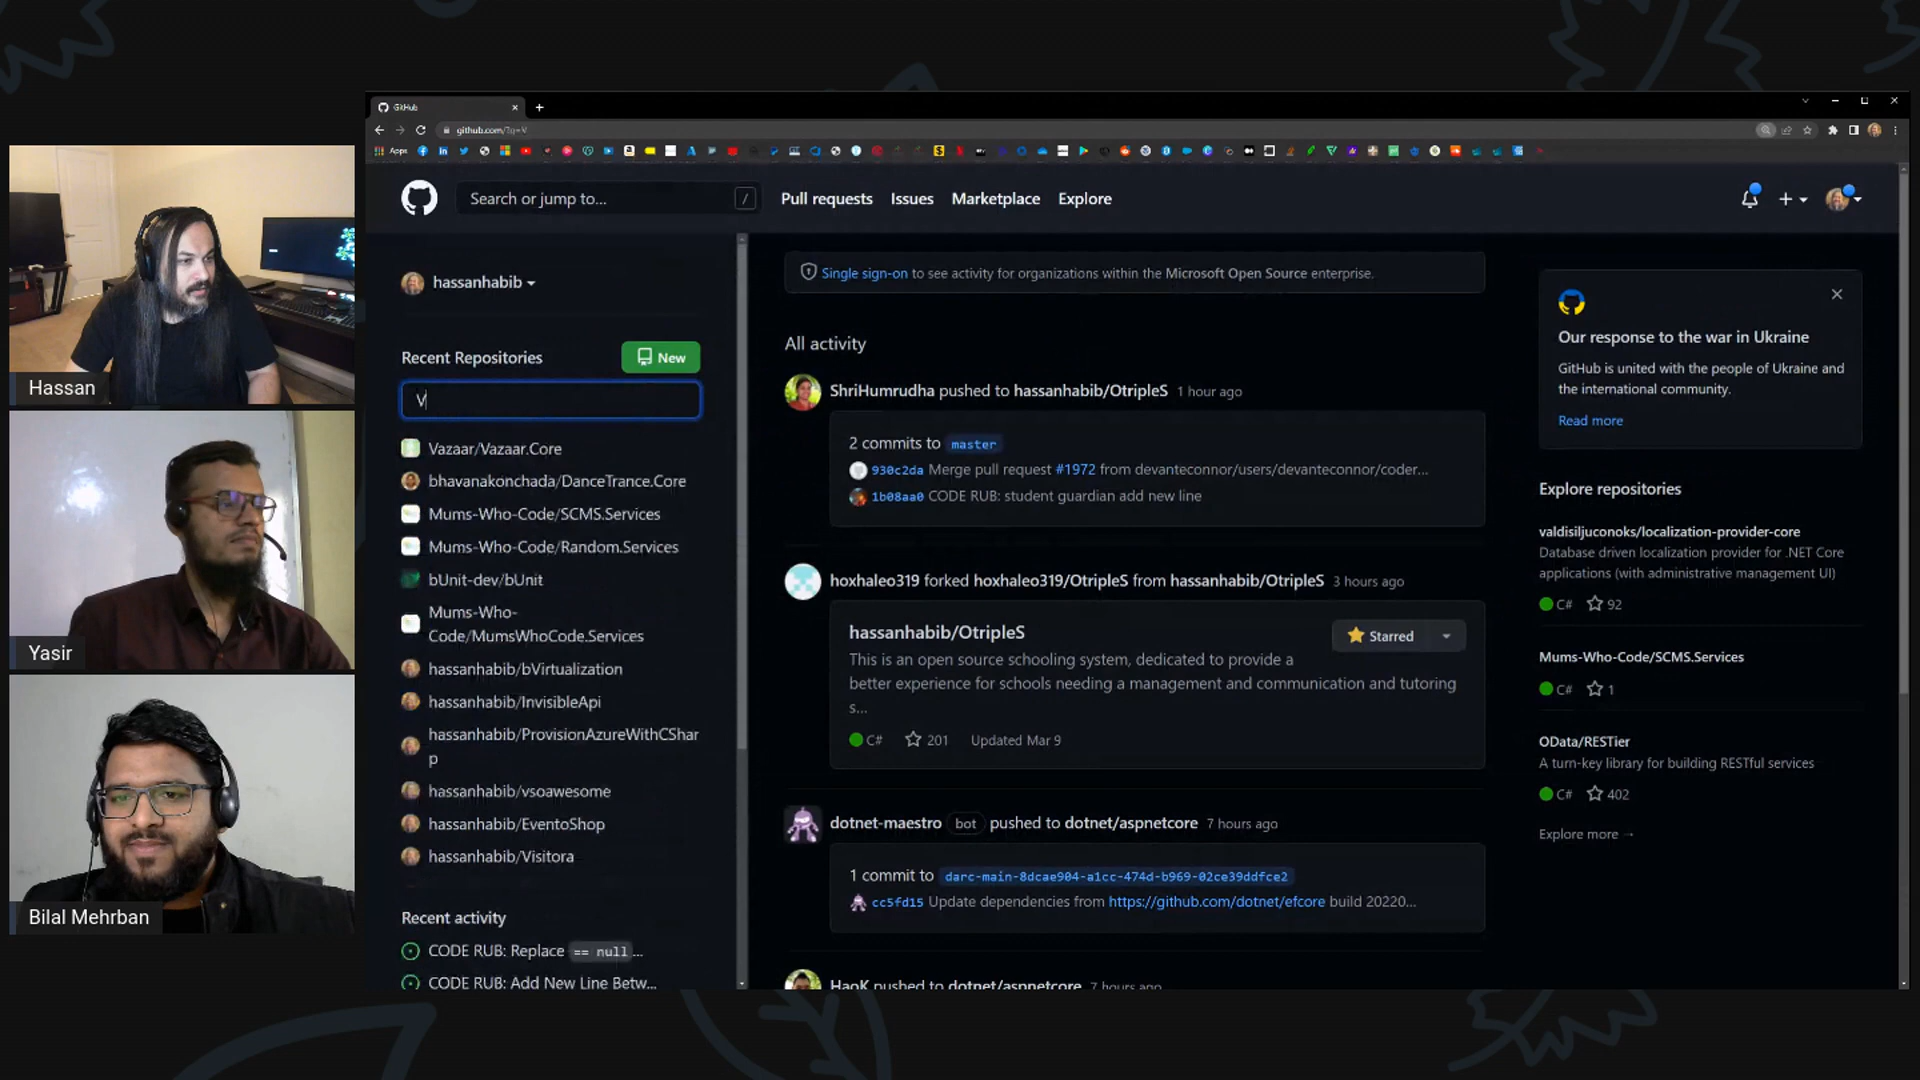 GitHub
github.com/?q=V
Apps
Search or jump to...
/
Pull requests
Issues
Marketplace
Explore
Hassan
Yasir
Bilal Mehrban
hassanhabib
Recent Repositories
New
V
Vazaar/Vazaar.Core
bhavanakonchada/DanceTrance.Core
Mums-Who-Code/SCMS.Services
Mums-Who-Code/Random.Services
bUnit-dev/bUnit
Mums-Who-
Code/MumsWhoCode.Services
hassanhabib/bVirtualization
hassanhabib/InvisibleApi
hassanhabib/ProvisionAzureWithCShar
p
hassanhabib/vsoawesome
hassanhabib/EventoShop
hassanhabib/Visitora
Recent activity
CODE RUB: Replace == null ...
CODE RUB: Add New Line Betw...
Single sign-on to see activity for organizations within the Microsoft Open Source enterprise.
All activity
ShriHumrudha pushed to hassanhabib/OtripleS 1 hour ago
2 commits to master
930c2da Merge pull request #1972 from devanteconnor/users/devanteconnor/coder...
1b08aa0 CODE RUB: student guardian add new line
hoxhaleo319 forked hoxhaleo319/OtripleS from hassanhabib/OtripleS 3 hours ago
hassanhabib/OtripleS
Starred
This is an open source schooling system, dedicated to provide a
better experience for schools needing a management and communication and tutoring
s...
C# 201 Updated Mar 9
dotnet-maestro bot pushed to dotnet/aspnetcore 7 hours ago
1 commit to darc-main-8dcae904-a1cc-474d-b969-02ce39ddfce2
cc5fd15 Update dependencies from https://github.com/dotnet/efcore build 20220...
HaoK pushed to dotnet/aspnetcore 7 hours ago
Our response to the war in Ukraine
GitHub is united with the people of Ukraine and
the international community.
Read more
Explore repositories
valdisiljuconoks/localization-provider-core
Database driven localization provider for .NET Core
applications (with administrative management UI)
C# 92
Mums-Who-Code/SCMS.Services
C# 1
OData/RESTier
A turn-key library for building RESTful services
C# 402
Explore more →